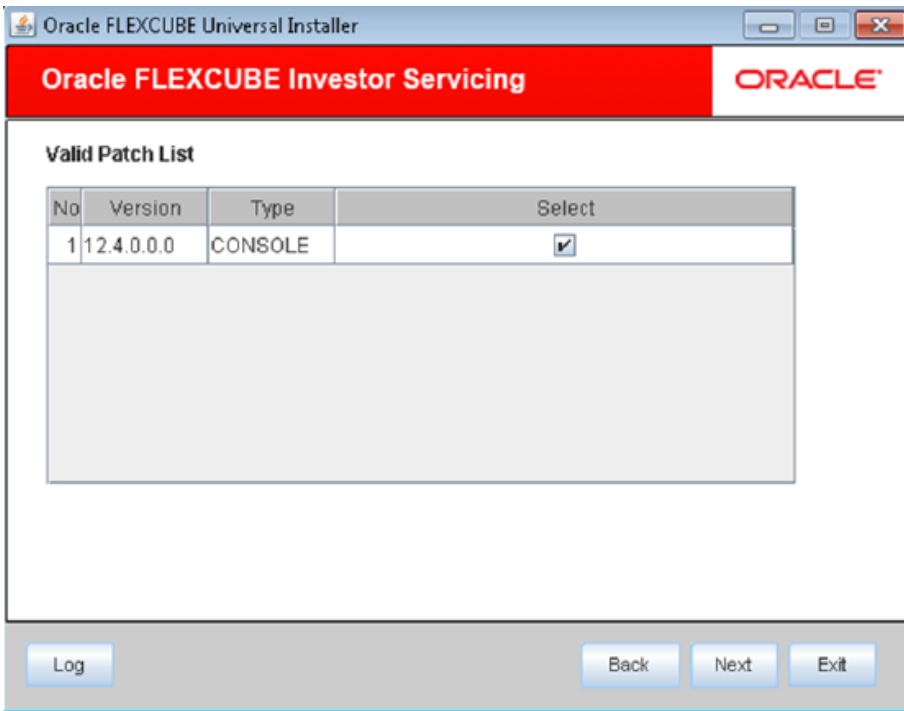 Oracle FLEXCUBE Universal Installer
Oracle FLEXCUBE Investor Servicing ORACLE
Valid Patch List
No Version Type Select
1 12.4.0.0.0 CONSOLE
Log Back Next Exit